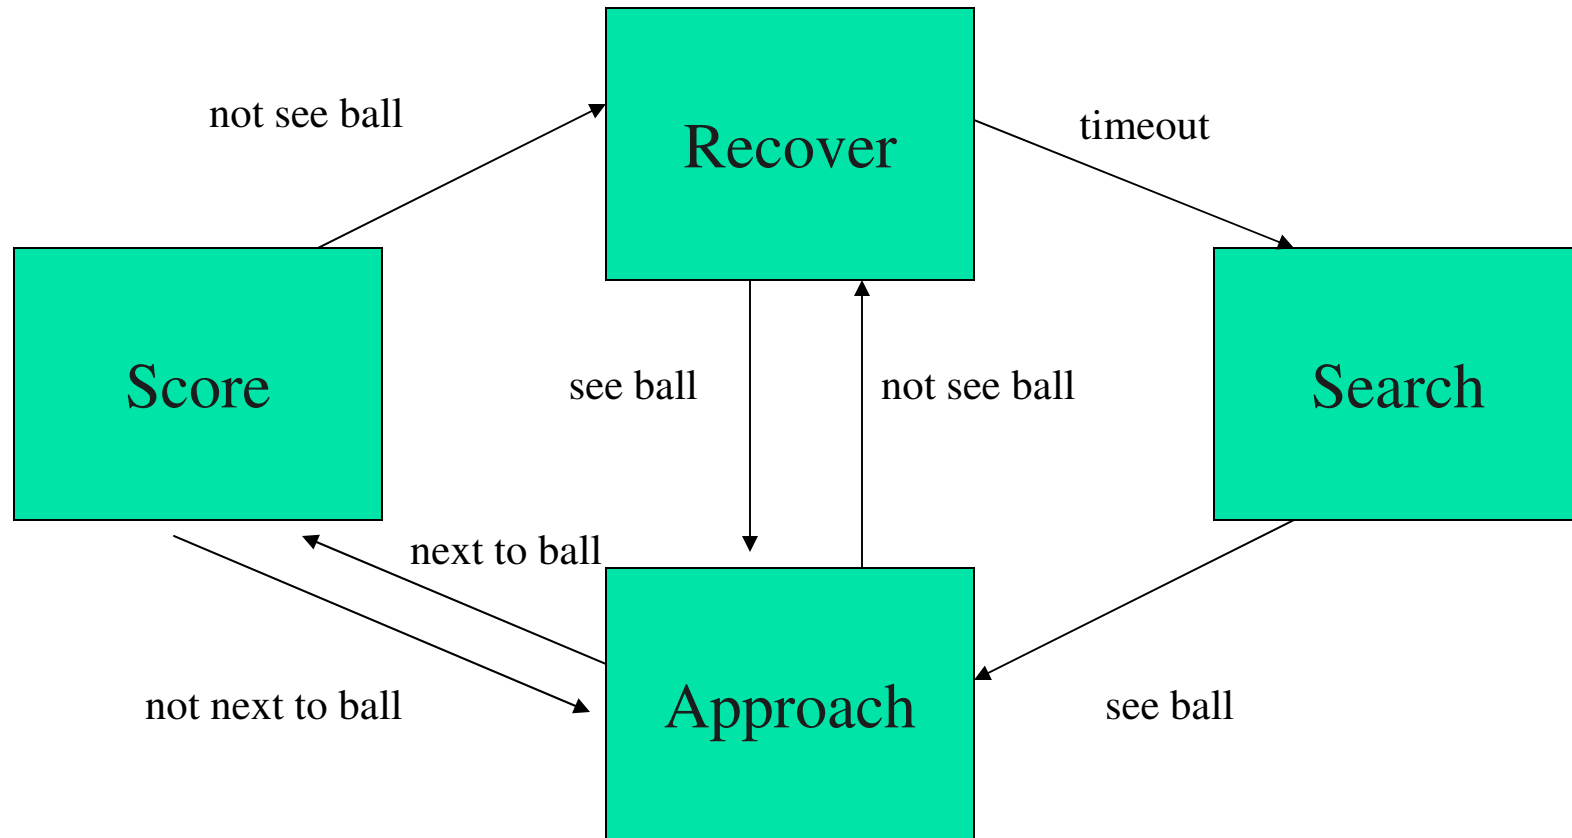 not see ball
Recover
timeout
Score
see ball
not see ball
Search
next to ball
not next to ball
Approach
see ball